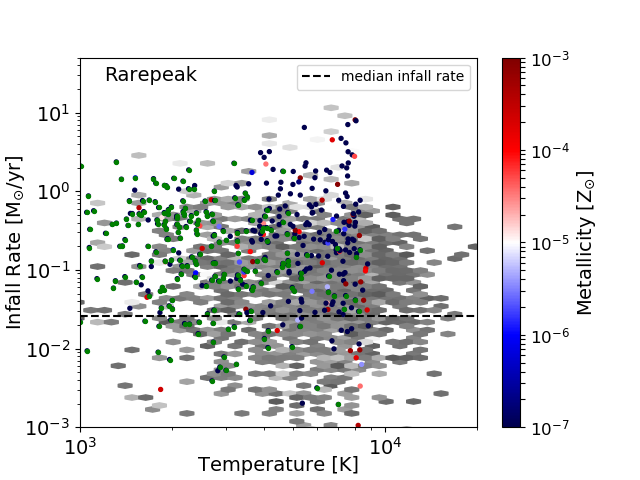 Rarepeak
median infall rate
Infall Rate [M☉/yr]
10¹
10⁰
10⁻¹
10⁻²
10⁻³
10³
10⁴
Temperature [K]
10⁻³
10⁻⁴
10⁻⁵
10⁻⁶
10⁻⁷
Metallicity [Z☉]